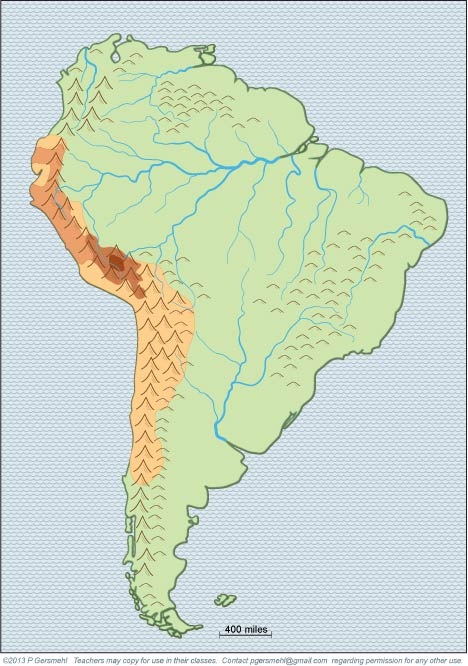 400 miles
©2013 P Gersmehl Teachers may copy for use in their classes. Contact pgersmehl@gmail.com regarding permission for any other use.